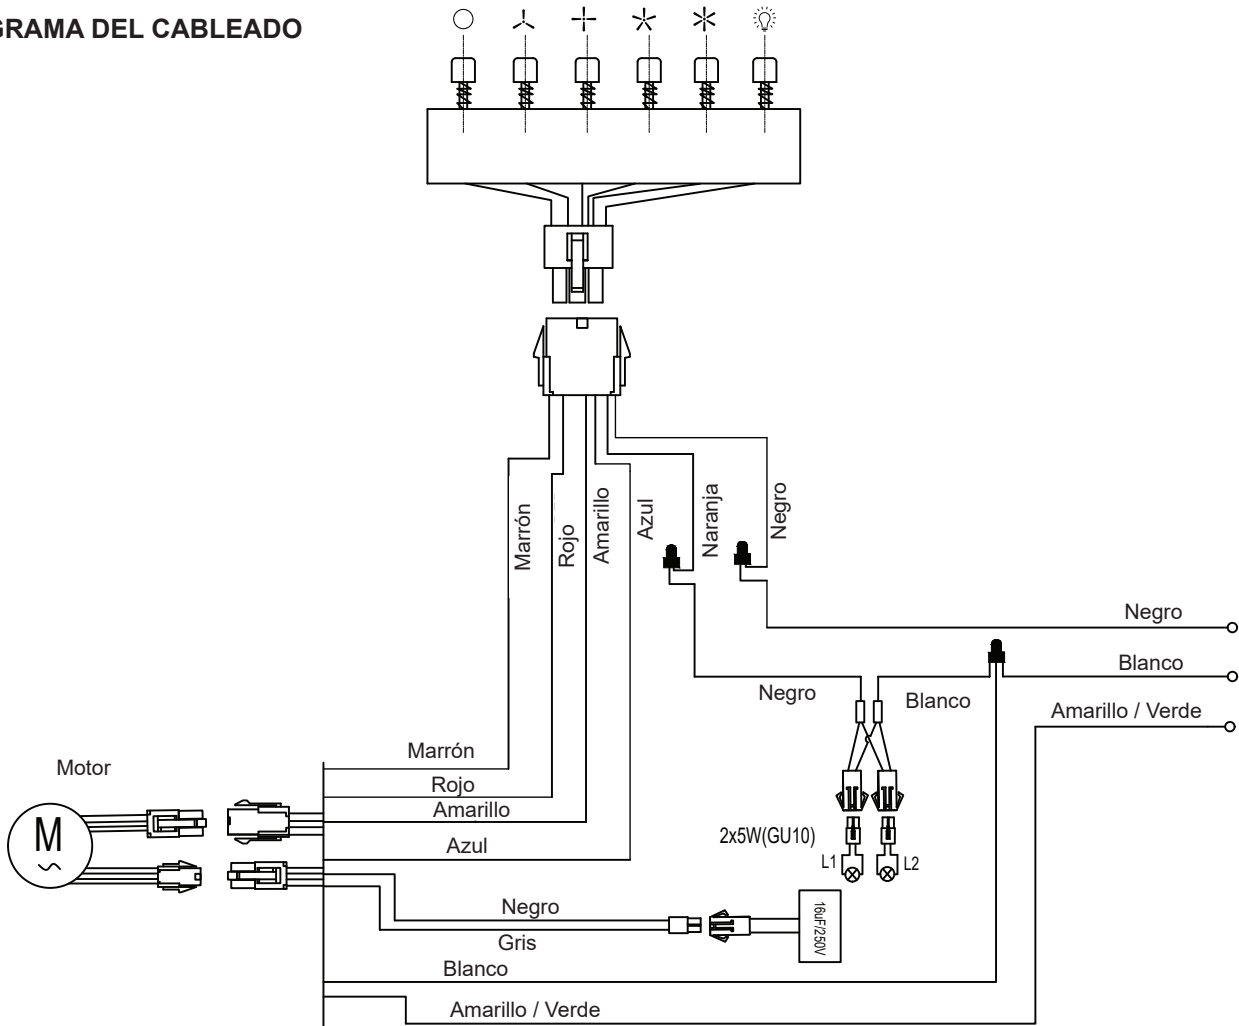 GRAMA DEL CABLEADO
Marrón
Rojo
Amarillo
Azul
Naranja
Negro
Negro
Blanco
Negro
Blanco
Amarillo / Verde
Marrón
Motor
Rojo
Amarillo
M
Azul
2x5W(GU10)
L1
L2
Negro
16uF/250V
Gris
Blanco
Amarillo / Verde